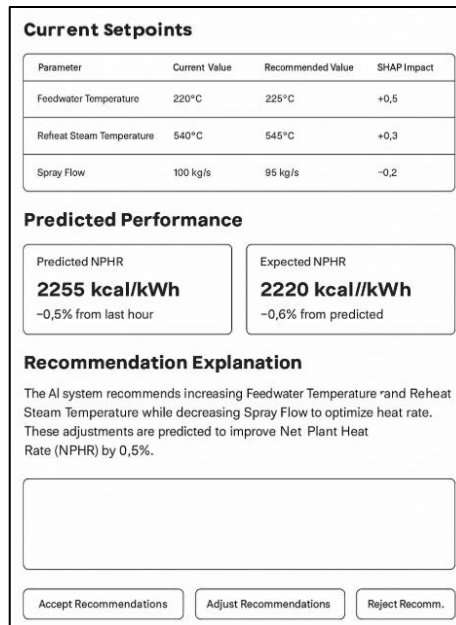 Current Setpoints
Parameter Current Value Recommended Value SHAP Impact
Feedwater Temperature 220°C 225°C +0,5
Refieat Steam Temperature 540°C 545°C +0,3
Spray Flow 100 kg/s 95 kg/s −0,2
Predicted Performance
Predicted NPHR
2255 kcal/kWh
−0,5% from last hour
Expected NPHR
2220 kcal//kWh
−0,6% from predicted
Recommendation Explanation
The AI system recommends increasing Feedwater Temperature and Reheat
Steam Temperature while decreasing Spray Flow to optimize heat rate.
These adjustments are predicted to improve Net Plant Heat
Rate (NPHR) by 0,5%.
Accept Recommendations
Adjust Recommendations
Reject Recomm.